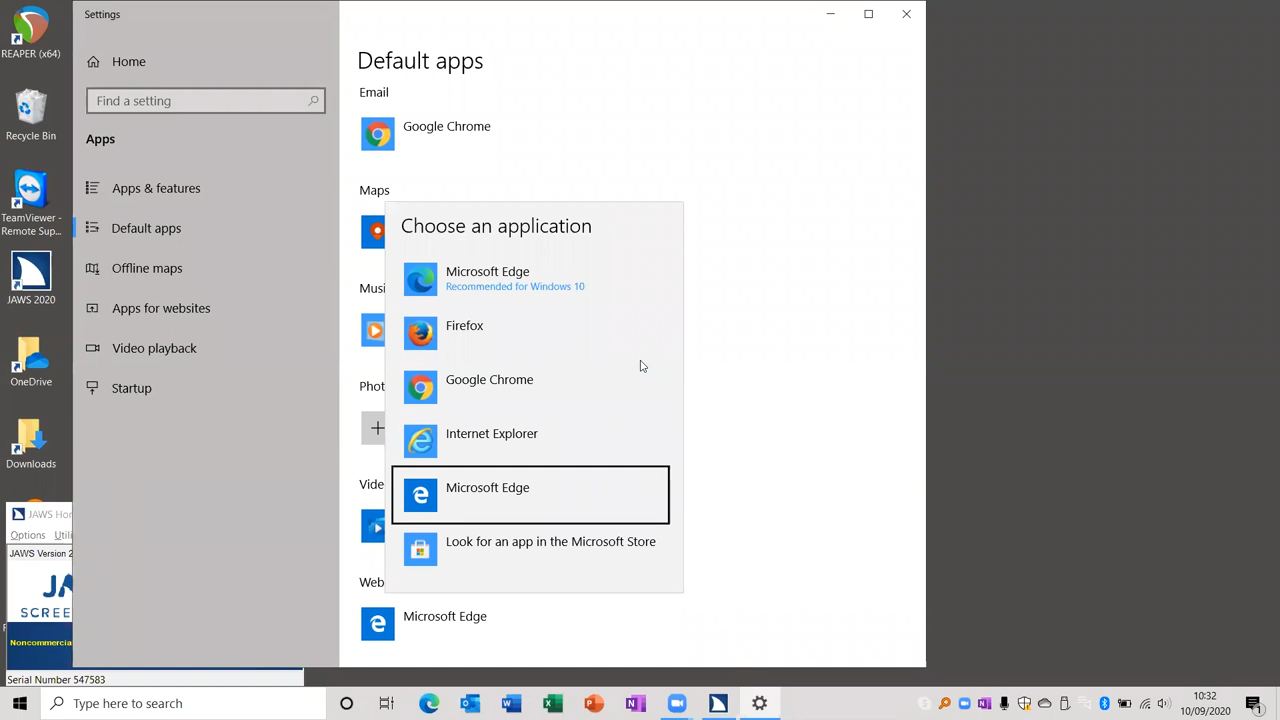 REAPER (x64)
Recycle Bin
TeamViewer -
Remote Sup...
JAWS 2020
OneDrive
Downloads
JAWS Ho
Options Utili
JAWS Version 2
JA
SCREE
Noncommercial
Serial Number 547583
Settings
Home
Find a setting
Apps
Apps & features
Default apps
Offline maps
Apps for websites
Video playback
Startup
Default apps
Email
Google Chrome
Maps
Musi
Phot
Vide
Web
Microsoft Edge
Choose an application
Microsoft Edge
Recommended for Windows 10
Firefox
Google Chrome
Internet Explorer
Microsoft Edge
Look for an app in the Microsoft Store
Type here to search
10:32
10/09/2020